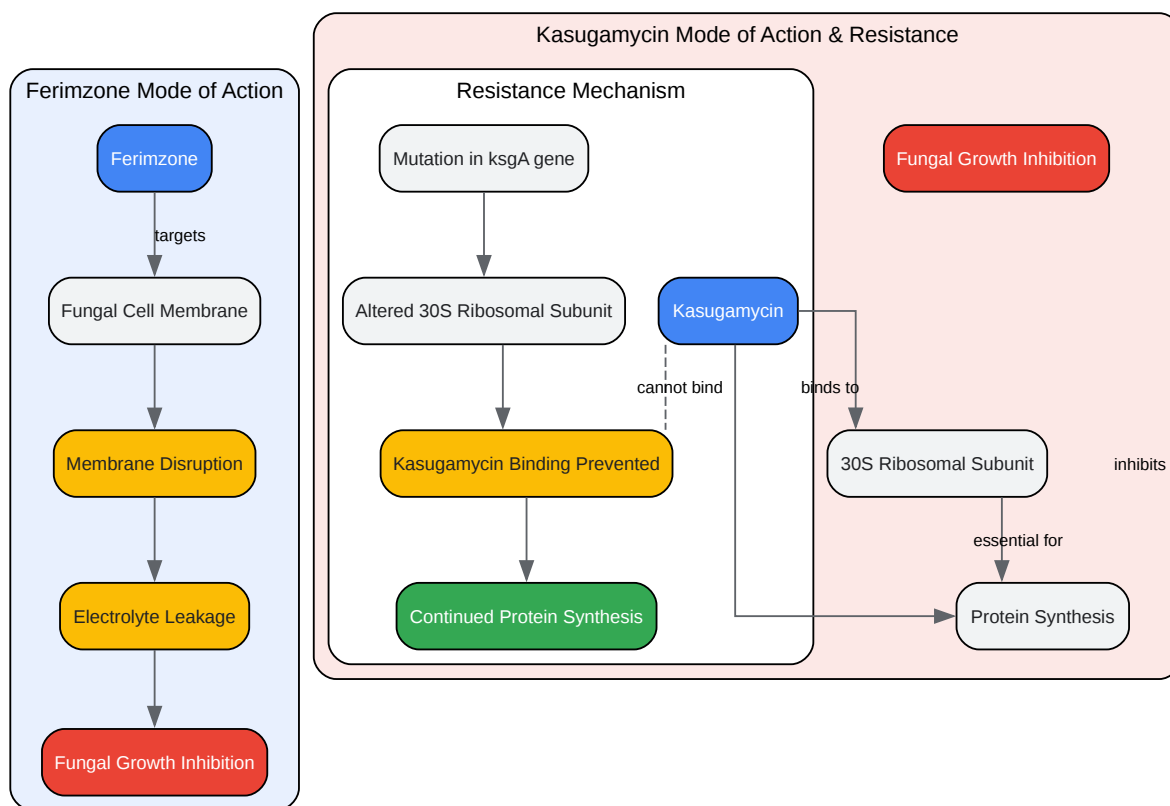 Kasugamycin Mode of Action & Resistance
Ferimzone Mode of Action
Resistance Mechanism
Ferimzone
Mutation in ksgA gene
Fungal Growth Inhibition
targets
Fungal Cell Membrane
Altered 30S Ribosomal Subunit
Kasugamycin
cannot bind
binds to
Membrane Disruption
Kasugamycin Binding Prevented
30S Ribosomal Subunit
inhibits
essential for
Electrolyte Leakage
Continued Protein Synthesis
Protein Synthesis
Fungal Growth Inhibition